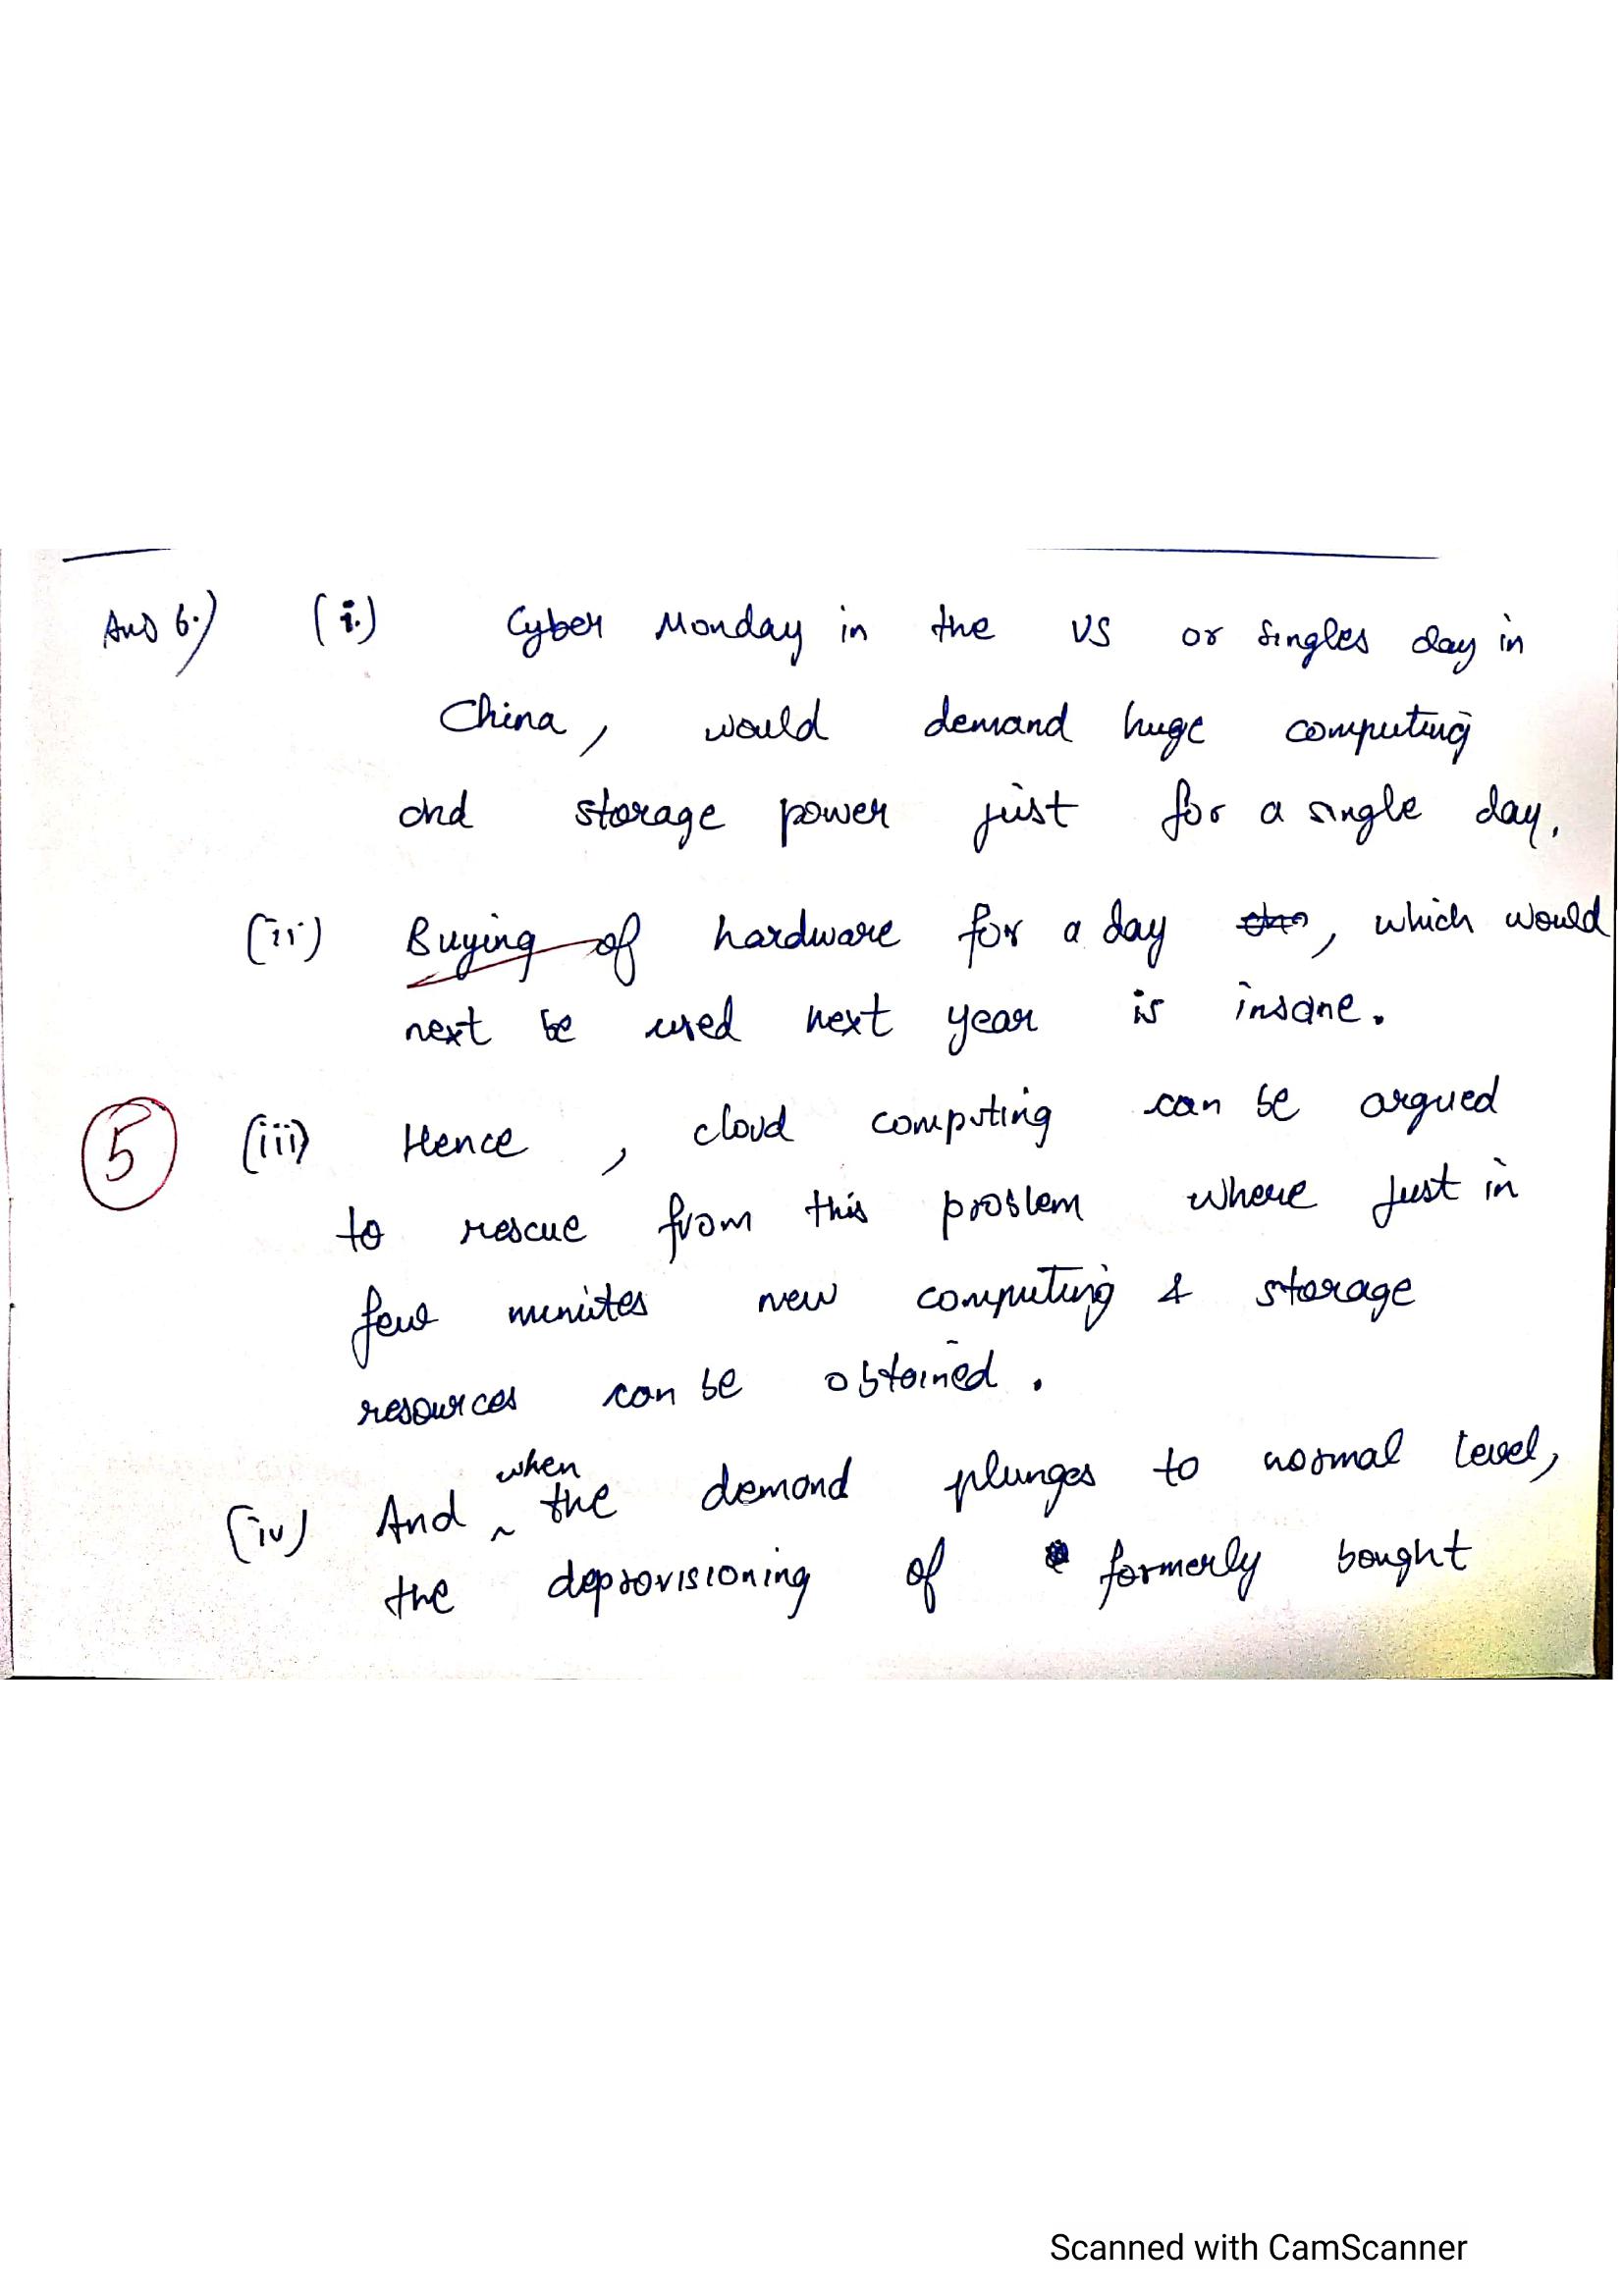 Ans 6.) (i.) Cyber Monday in the US or Singles day in
China, would demand huge computing
and storage power just for a single day.
(ii) Buying of hardware for a day , which would
next be used next year is insane.
5 (iii) Hence, cloud computing can be argued
to rescue from this problem where just in
few minutes new computing & storage
resources can be obtained.
(iv) And when the demand plunges to normal level,
the deprovisioning of formerly bought
Scanned with CamScanner